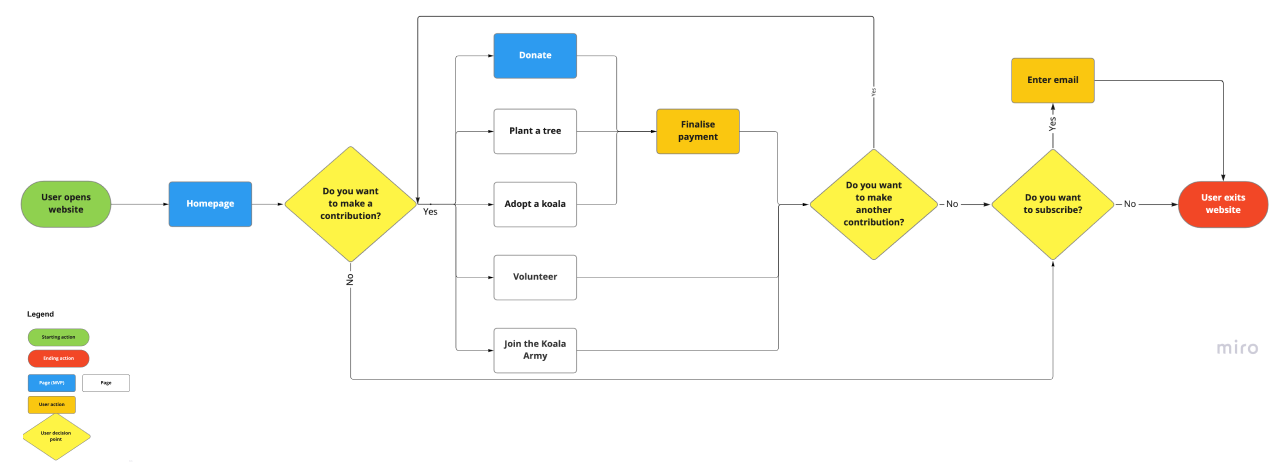 User opens
website
Homepage
Do you want
to make a
contribution?
Yes
No
Donate
Plant a tree
Adopt a koala
Volunteer
Join the Koala
Army
Finalise
payment
Yes
Do you want
to make
another
contribution?
No
Do you want
to subscribe?
Yes
Enter email
No
User exits
website
Legend
Starting action
Ending action
Page (MVP)
Page
User action
User decision
point
miro